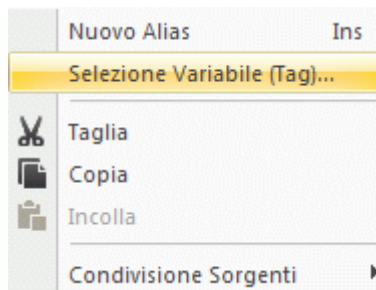 Nuovo Alias Ins
Selezione Variabile (Tag)...
Taglia
Copia
Incolla
Condivisione Sorgenti